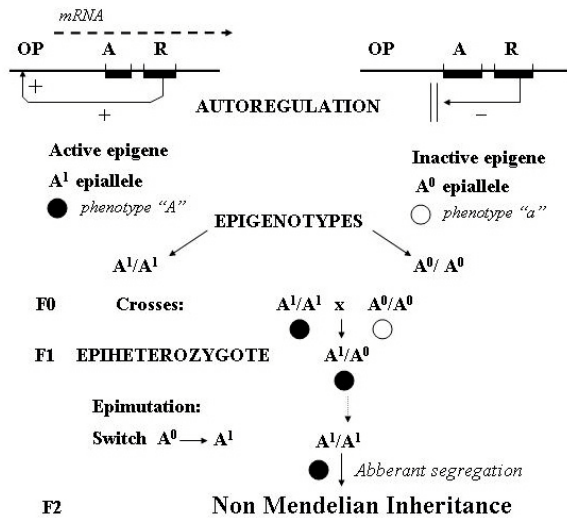 mRNA
OP A R OP A R
+
+ −
AUTOREGULATION
Active epigene Inactive epigene
A¹ epiallele A⁰ epiallele
phenotype “A” phenotype “a”
EPIGENOTYPES
A¹/A¹ A⁰/ A⁰
F0 Crosses: A¹/A¹ x A⁰/A⁰
F1 EPIHETEROZYGOTE A¹/A⁰
Epimutation:
Switch A⁰ → A¹ A¹/A¹
Abberant segregation
F2 Non Mendelian Inheritance